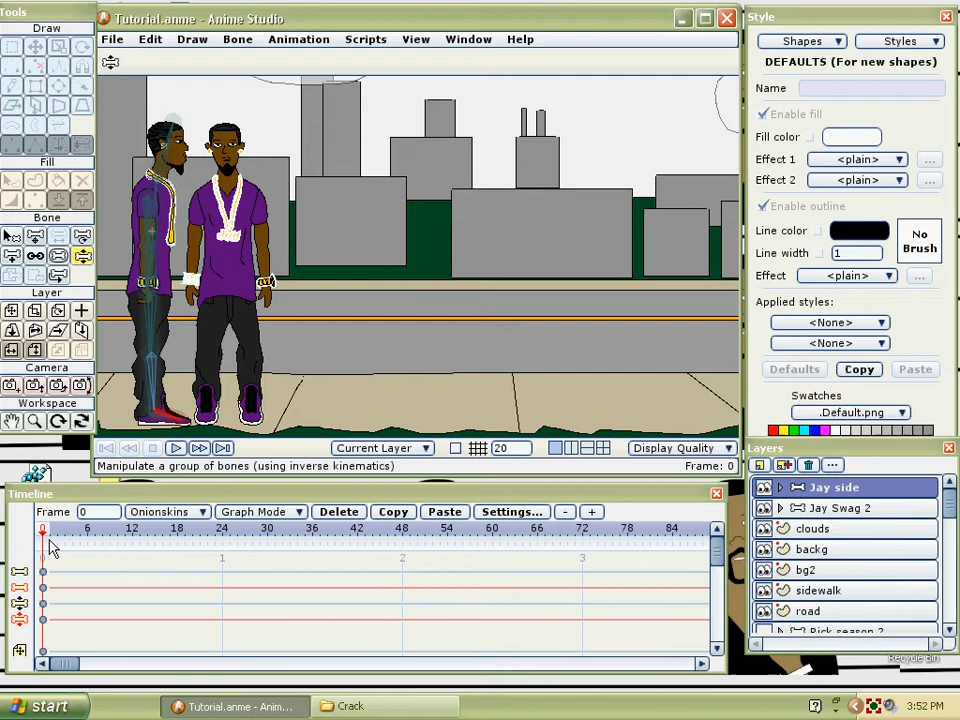 Tools
Draw
Fill
Bone
Layer
Camera
Workspace
Tutorial.anme - Anime Studio
File Edit Draw Bone Animation Scripts View Window Help
Current Layer
20
Display Quality
Manipulate a group of bones (using inverse kinematics)
Frame: 0
Style
Shapes
Styles
DEFAULTS (For new shapes)
Name
Enable fill
Fill color
Effect 1
<plain>
...
Effect 2
<plain>
...
Enable outline
Line color
No
Brush
Line width
1
Effect
<plain>
...
Applied styles:
<None>
<None>
Defaults
Copy
Paste
Swatches
.Default.png
Layers
...
Jay side
Jay Swag 2
clouds
backg
bg2
sidewalk
road
Rick season 2
Timeline
Frame 0 Onionskins Graph Mode Delete Copy Paste Settings... - +
0 6 12 18 24 30 36 42 48 54 60 66 72 78 84
1 2 3
Recycle Bin
start
Tutorial.anme - Anim...
Crack
3:52 PM